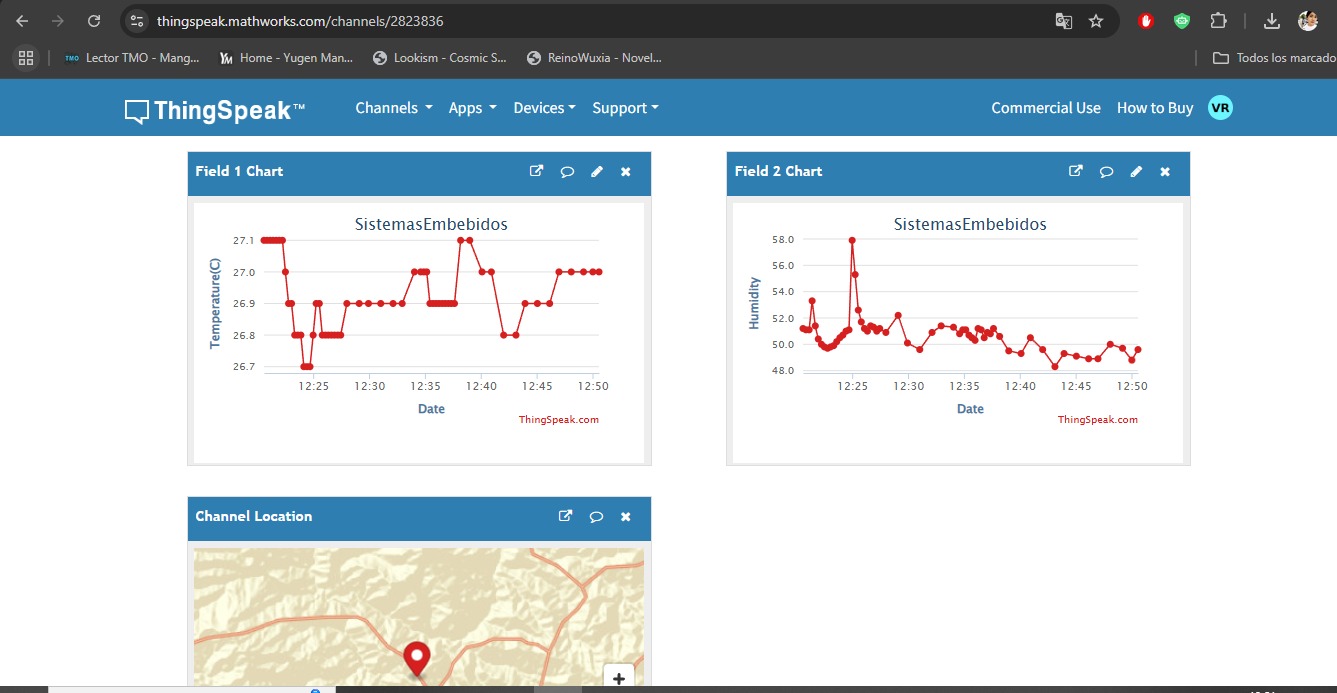 thingspeak.mathworks.com/channels/2823836
TMO Lector TMO - Mang...
YM Home - Yugen Man...
Lookism - Cosmic S...
ReinoWuxia - Novel...
Todos los marcado
ThingSpeak™
Channels
Apps
Devices
Support
Commercial Use
How to Buy
VR
Field 1 Chart
SistemasEmbebidos
Temperature(C)
27.1
27.0
26.9
26.8
26.7
12:25 12:30 12:35 12:40 12:45 12:50
Date
ThingSpeak.com
Field 2 Chart
SistemasEmbebidos
Humidity
58.0
56.0
54.0
52.0
50.0
48.0
12:25 12:30 12:35 12:40 12:45 12:50
Date
ThingSpeak.com
Channel Location
+